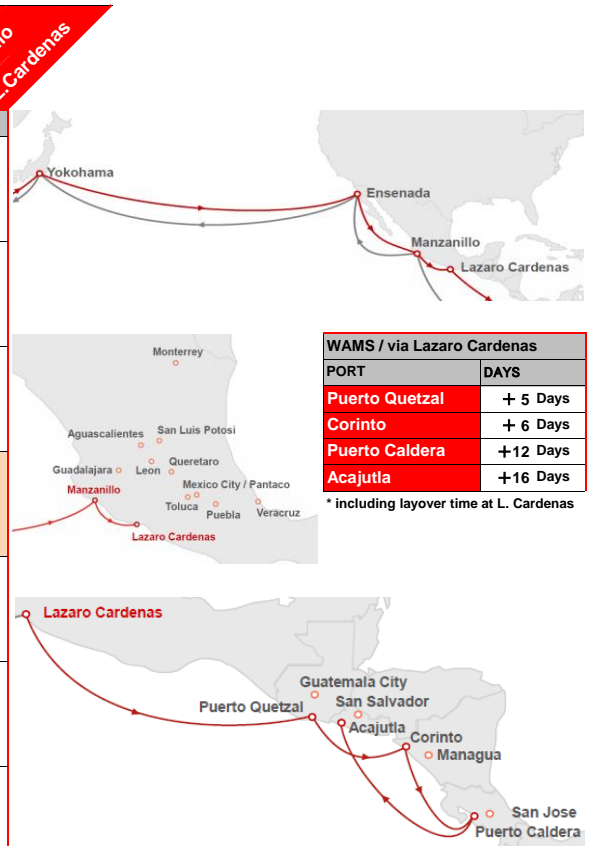 L.Cardenas
Yokohama
Ensenada
Manzanillo
Lazaro Cardenas
Monterrey
Aguascalientes
San Luis Potosi
Guadalajara
Leon
Queretaro
Manzanillo
Mexico City / Pantaco
Toluca
Puebla
Veracruz
Lazaro Cardenas
WAMS / via Lazaro Cardenas
PORT DAYS
Puerto Quetzal + 5 Days
Corinto + 6 Days
Puerto Caldera +12 Days
Acajutla +16 Days
* including layover time at L. Cardenas
Lazaro Cardenas
Guatemala City
Puerto Quetzal
San Salvador
Acajutla
Corinto
Managua
San Jose
Puerto Caldera